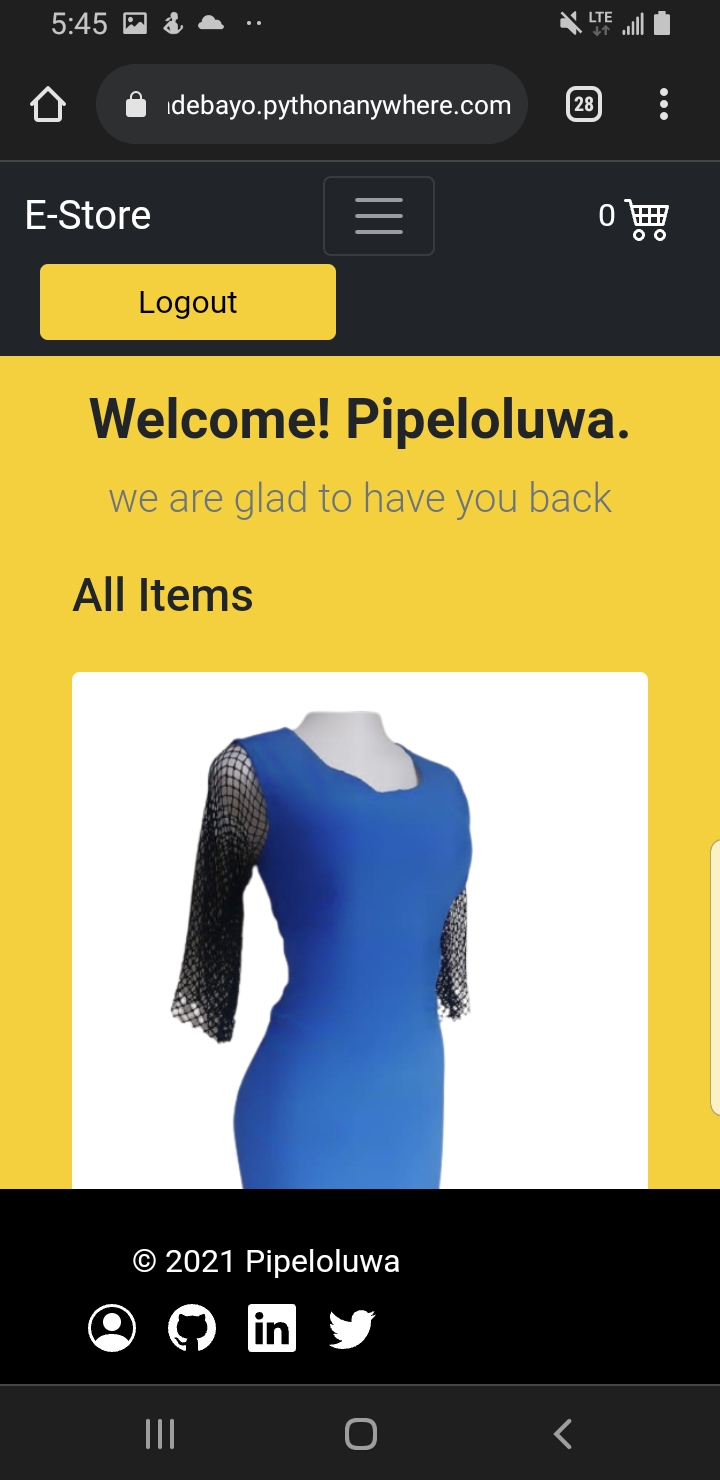 5:45
LTE
debayo.pythonanywhere.com
28
E-Store
0
Logout
Welcome! Pipeloluwa.
we are glad to have you back
All Items
© 2021 Pipeloluwa
in